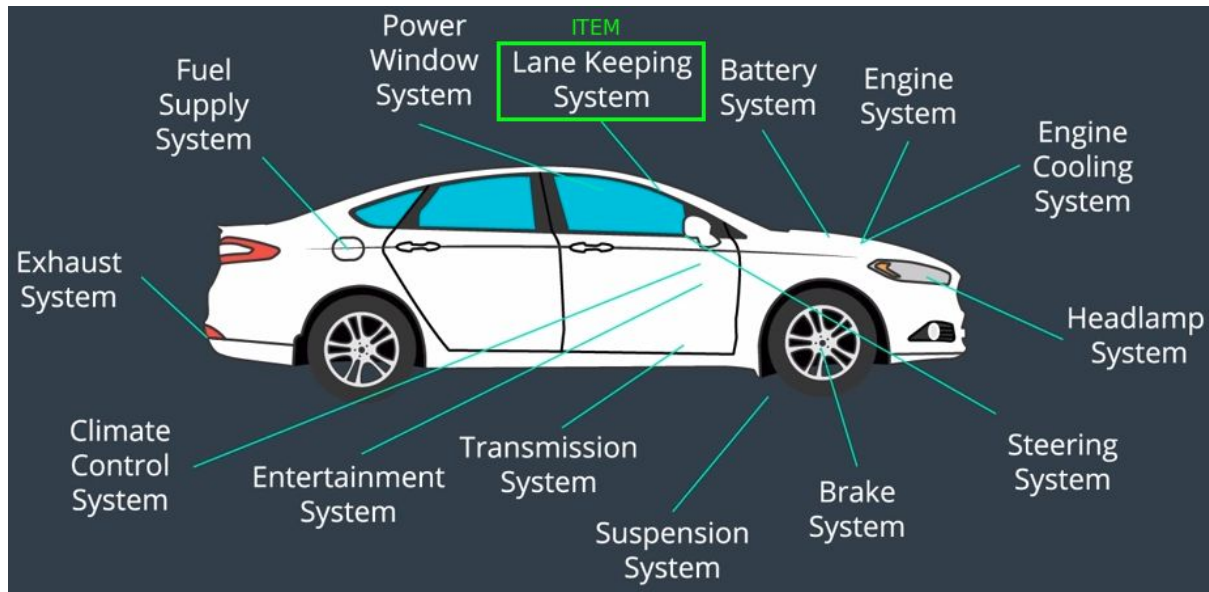 Power
Window
System
ITEM
Lane Keeping
System
Battery
System
Engine
System
Fuel
Supply
System
Engine
Cooling
System
Exhaust
System
Headlamp
System
Climate
Control
System
Entertainment
System
Transmission
System
Suspension
System
Brake
System
Steering
System